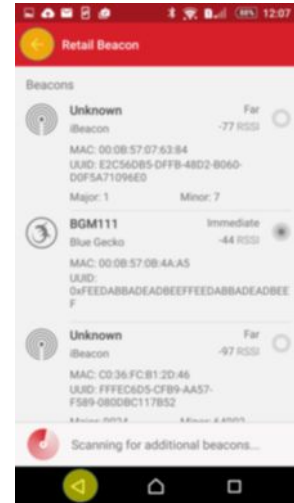 88% 12:07
Retail Beacon
Beacons
Unknown Far
iBeacon -77 RSSI
MAC: 00:0B:57:07:63:84
UUID: E2C56DB5-DFFB-48D2-B060-
D0F5A71096E0
Major: 1 Minor: 7
BGM111 Immediate
Blue Gecko -44 RSSI
MAC: 00:0B:57:0B:4A:A5
UUID:
0xFEEDABBADEADBEEFFEEDABBADEADBEE
F
Unknown Far
iBeacon -97 RSSI
MAC: C0:36:FC:B1:2D:46
UUID: FFFEC6D5-CFB9-AA57-
F589-080DBC117B52
Scanning for additional beacons...